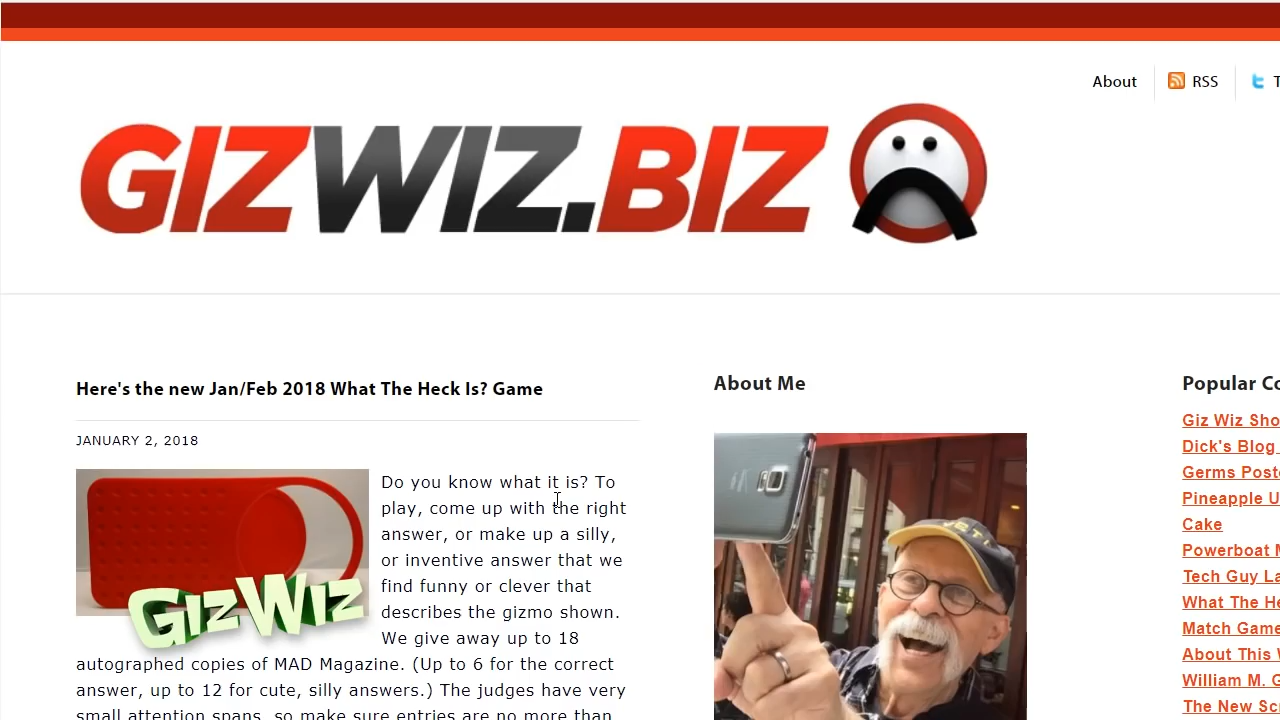 About
RSS
GIZWIZ.BIZ
Here's the new Jan/Feb 2018 What The Heck Is? Game
JANUARY 2, 2018
Do you know what it is? To
play, come up with the right
answer, or make up a silly,
or inventive answer that we
find funny or clever that
describes the gizmo shown.
We give away up to 18
autographed copies of MAD Magazine. (Up to 6 for the correct
answer, up to 12 for cute, silly answers.) The judges have very
small attention spans, so make sure entries are no more than
GIZWIZ
About Me
JETI
Popular Co
Giz Wiz Sho
Dick's Blog
Germs Poste
Pineapple U
Cake
Powerboat M
Tech Guy La
What The He
Match Game
About This W
William M. G
The New Scr